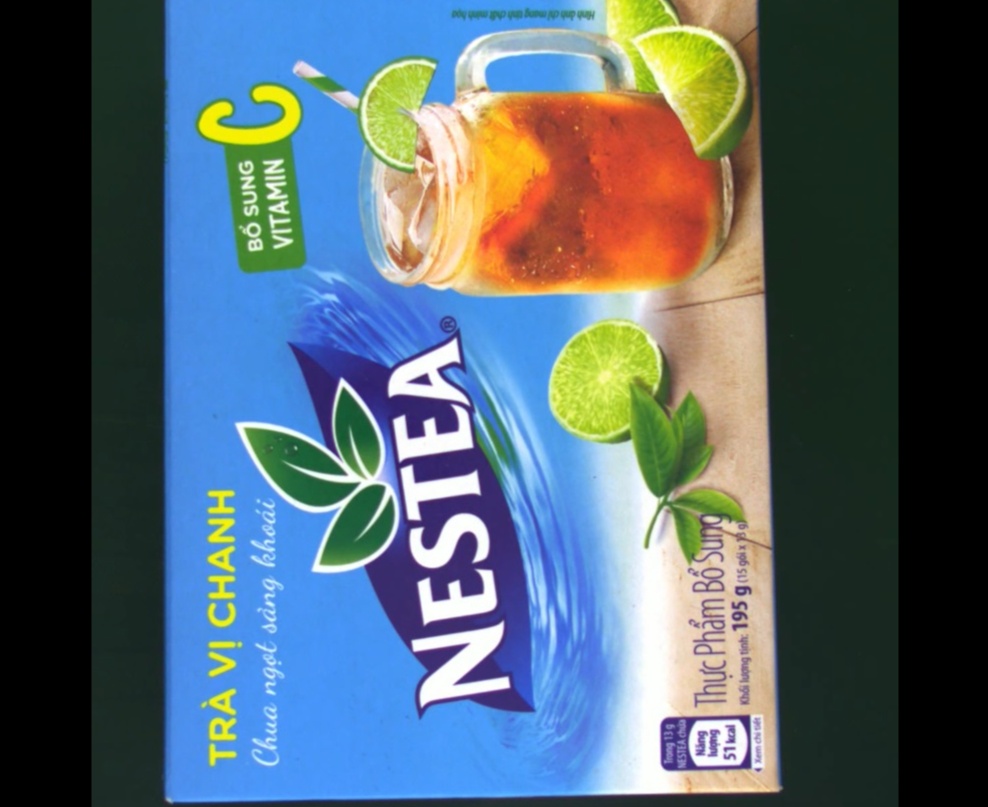 TRÀ VỊ CHANH
Chua ngọt sảng khoái
BỔ SUNG
VITAMIN C
NESTEA®
Hình ảnh chỉ mang tính chất minh họa
Trong 13 g
NESTEA chứa
Năng
lượng
51 kcal
Xem chi tiết
Thực Phẩm Bổ Sung
Khối lượng tịnh: 195 g (15 gói x 13 g)